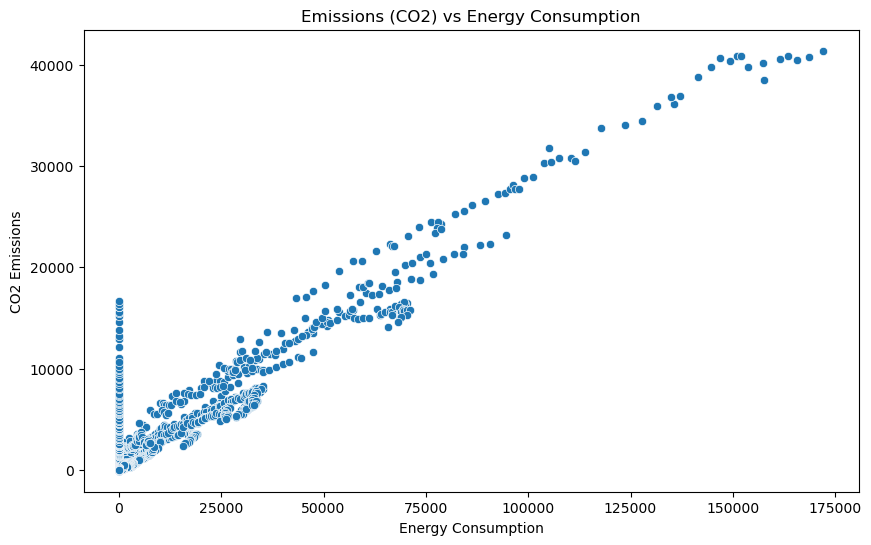 Emissions (CO2) vs Energy Consumption
CO2 Emissions
40000
30000
20000
10000
0
0 25000 50000 75000 100000 125000 150000 175000
Energy Consumption